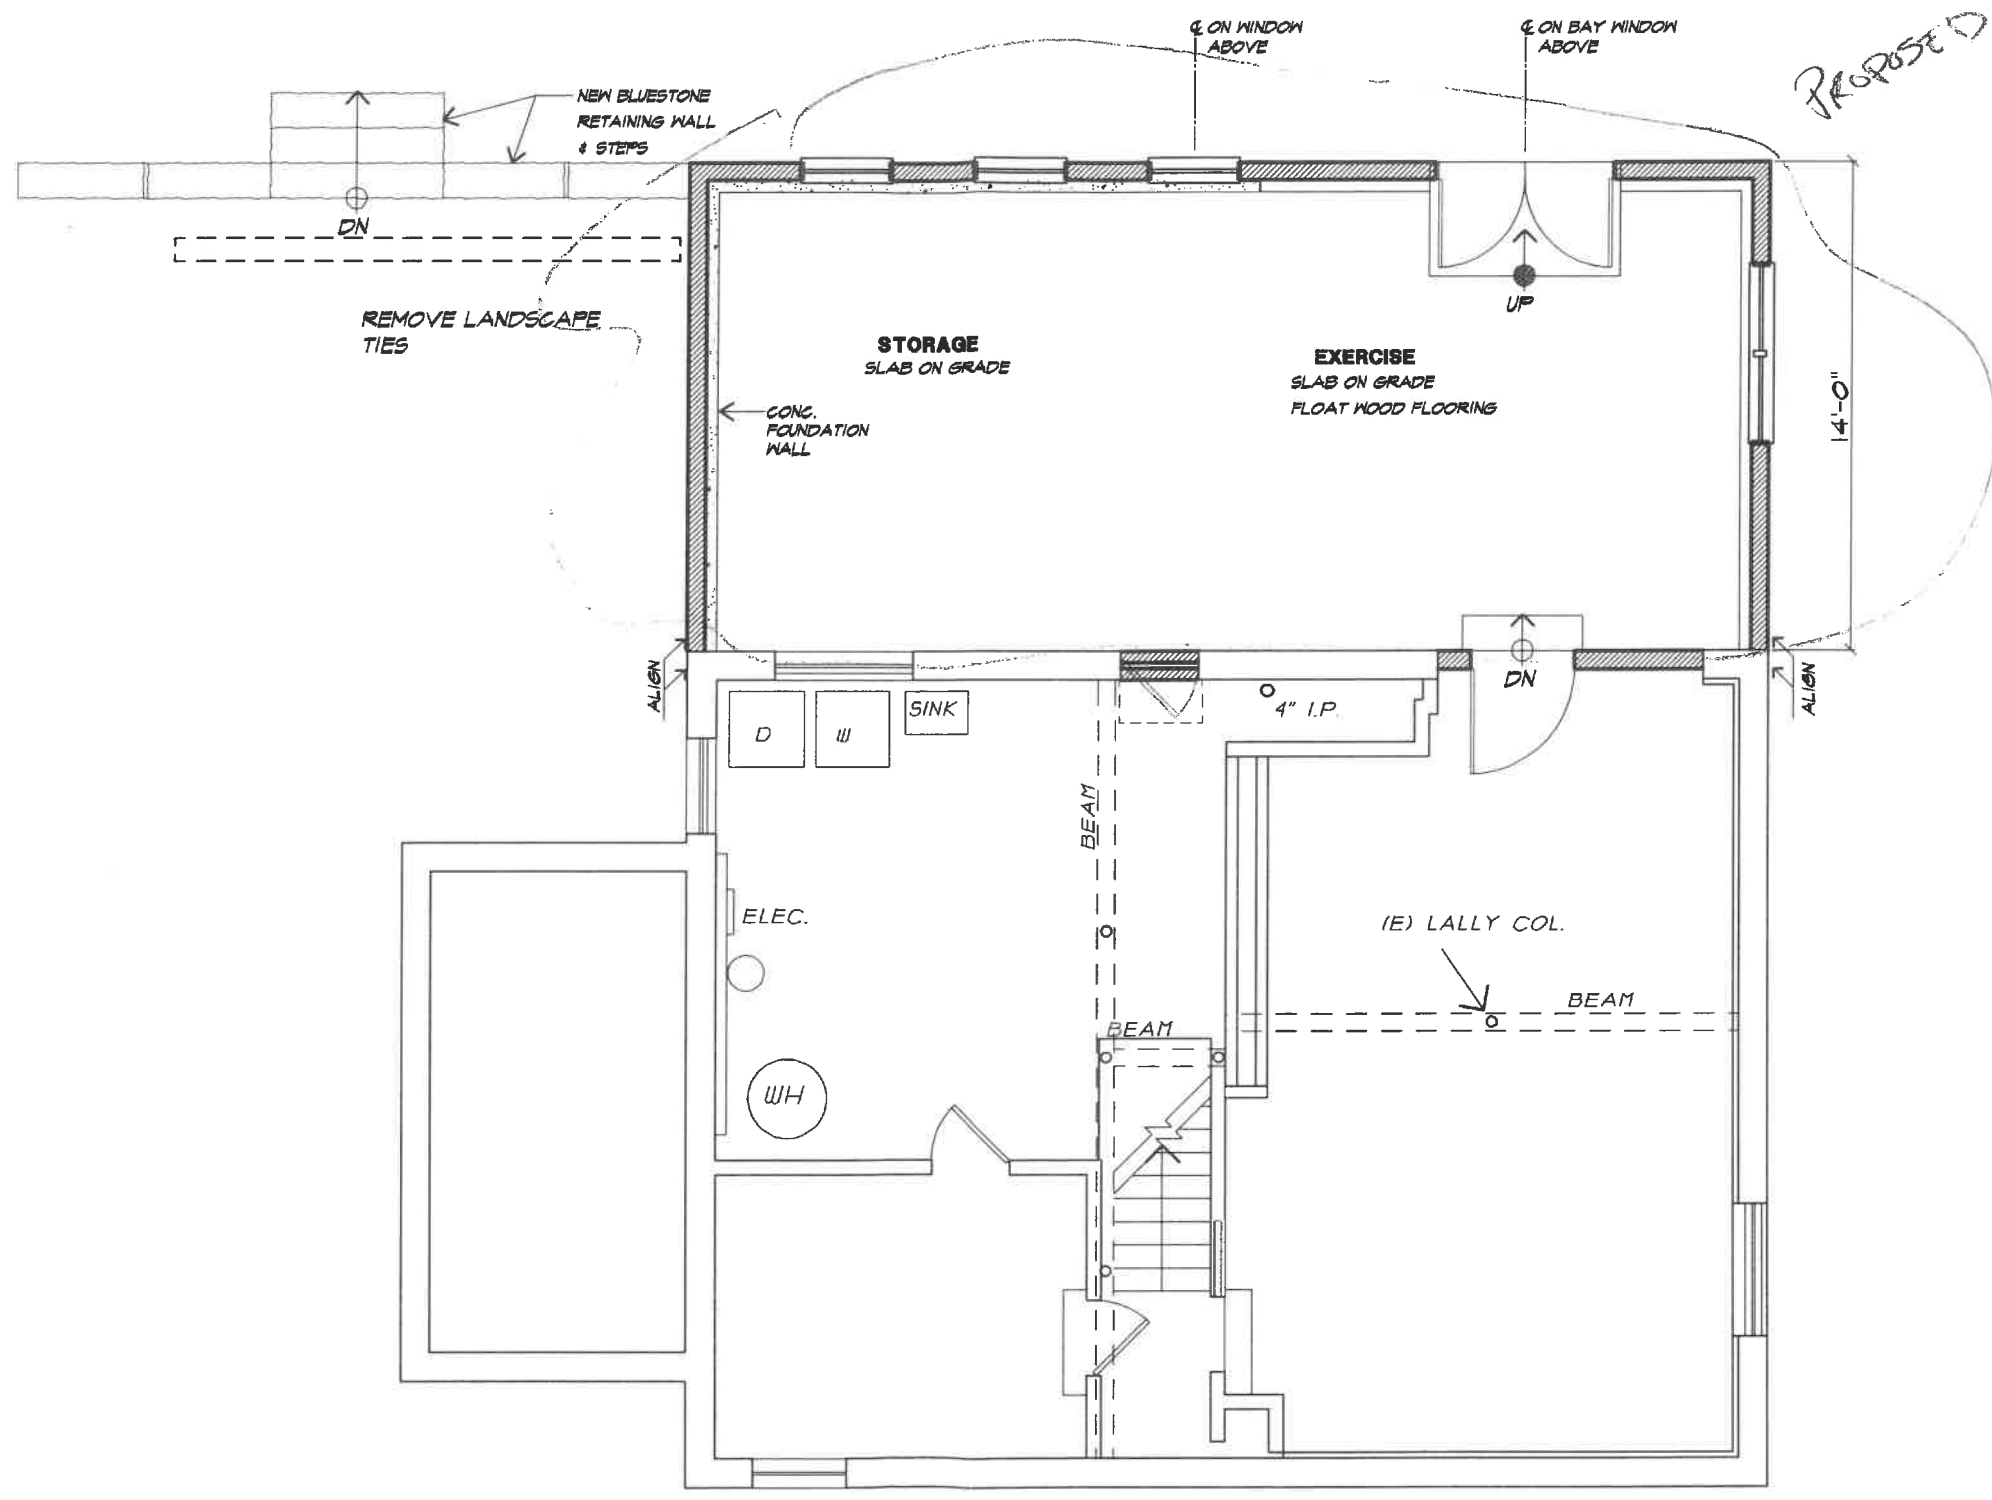 ℄ ON WINDOW
ABOVE
℄ ON BAY WINDOW
ABOVE
PROPOSED
NEW BLUESTONE
RETAINING WALL
& STEPS
DN
REMOVE LANDSCAPE
TIES
UP
STORAGE
SLAB ON GRADE
EXERCISE
SLAB ON GRADE
FLOAT WOOD FLOORING
CONC.
FOUNDATION
WALL
14'-0"
ALIGN
DN
ALIGN
D
W
SINK
4" I.P.
BEAM
ELEC.
(E) LALLY COL.
BEAM
BEAM
WH